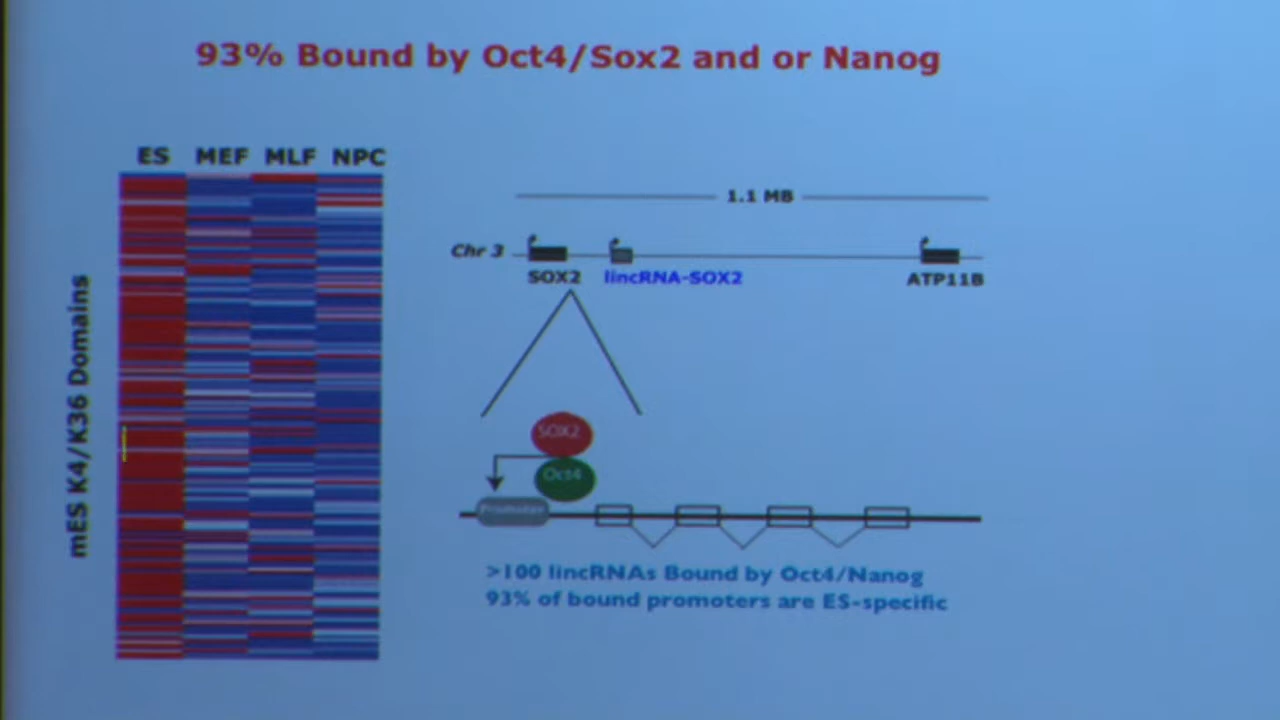 93% Bound by Oct4/Sox2 and or Nanog
ES MEF MLF NPC
mES K4/K36 Domains
1.1 MB
Chr 3
SOX2 lincRNA-SOX2 ATP11B
SOX2
Oct4
Promoter
>100 lincRNAs Bound by Oct4/Nanog
93% of bound promoters are ES-specific